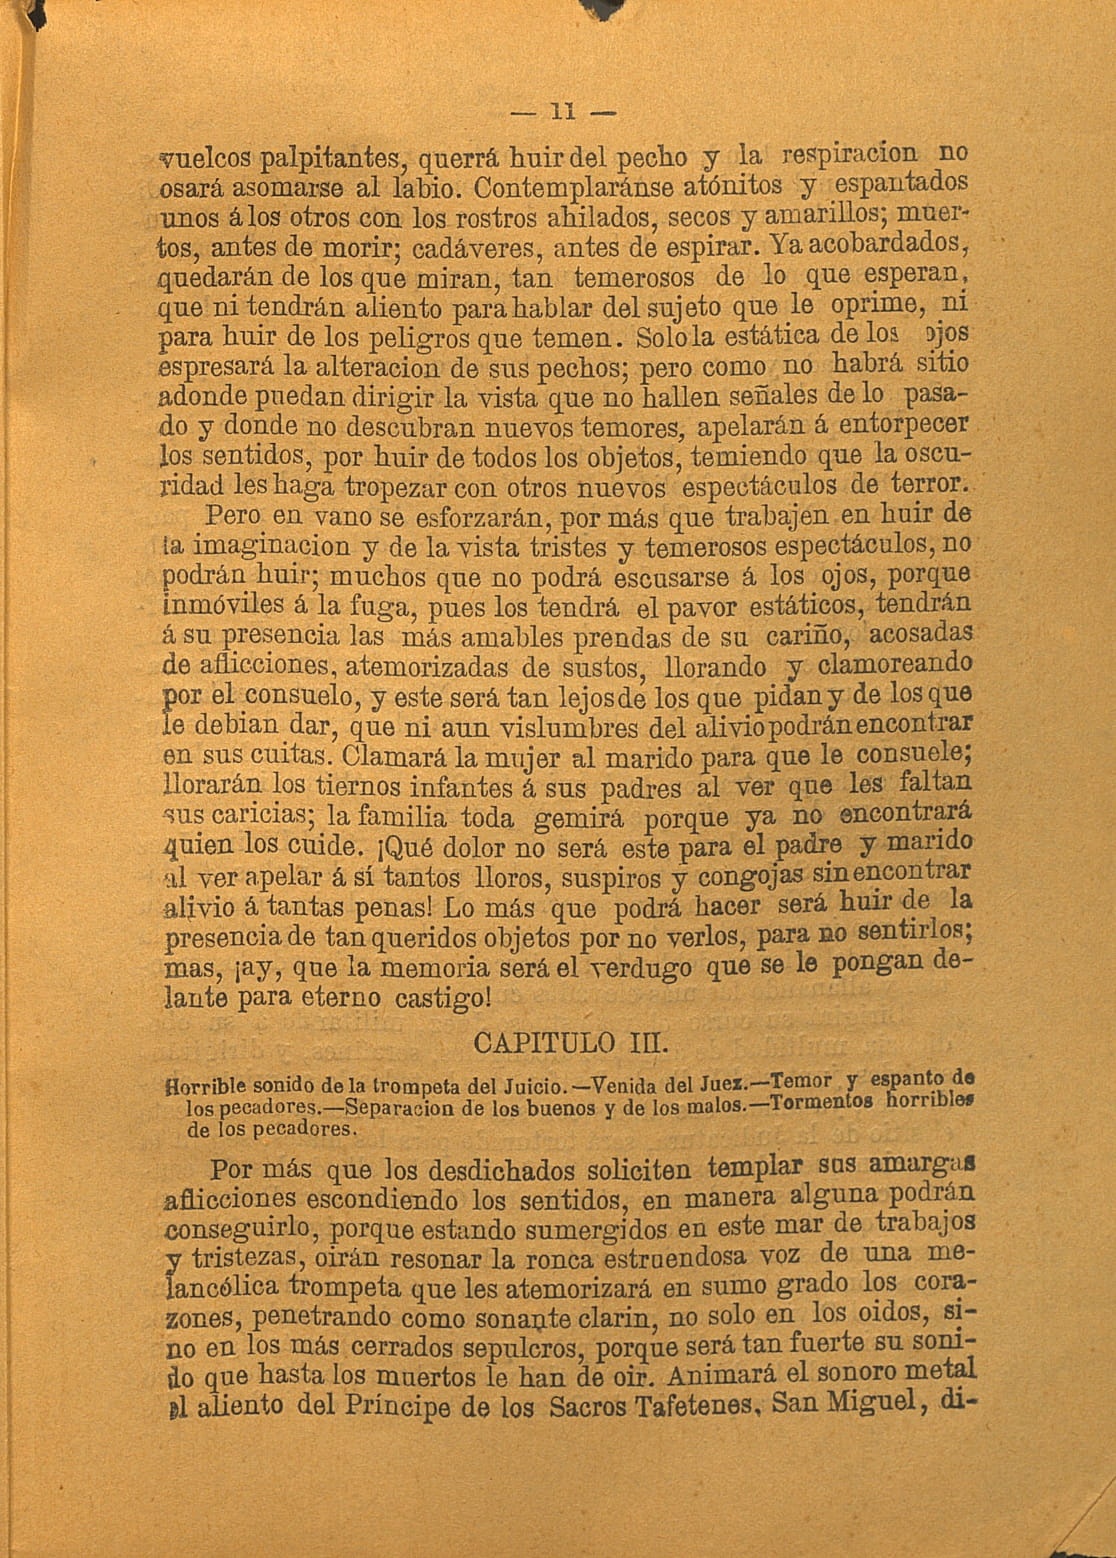 — 11 —
vuelcos palpitantes, querrá huir del pecho y la respiracion no
osará asomarse al labio. Contemplaránse atónitos y espantados
unos á los otros con los rostros ahilados, secos y amarillos; muer-
tos, antes de morir; cadáveres, antes de espirar. Ya acobardados,
quedarán de los que miran, tan temerosos de lo que esperan,
que ni tendrán aliento para hablar del sujeto que le oprime, ni
para huir de los peligros que temen. Solo la estática de los ojos
espresará la alteracion de sus pechos; pero como no habrá sitio
adonde puedan dirigir la vista que no hallen señales de lo pasa-
do y donde no descubran nuevos temores, apelarán á entorpecer
los sentidos, por huir de todos los objetos, temiendo que la oscu-
ridad les haga tropezar con otros nuevos espectáculos de terror.
Pero en vano se esforzarán, por más que trabajen en huir de
la imaginacion y de la vista tristes y temerosos espectáculos, no
podrán huir; muchos que no podrá escusarse á los ojos, porque
inmóviles á la fuga, pues los tendrá el pavor estáticos, tendrán
á su presencia las más amables prendas de su cariño, acosadas
de aflicciones, atemorizadas de sustos, llorando y clamoreando
por el consuelo, y este será tan lejos de los que pidan y de los que
le debian dar, que ni aun vislumbres del alivio podrán encontrar
en sus cuitas. Clamará la mujer al marido para que le consuele;
llorarán los tiernos infantes á sus padres al ver que les faltan
sus caricias; la familia toda gemirá porque ya no encontrará
quien los cuide. ¡Qué dolor no será este para el padre y marido
al ver apelar á sí tantos lloros, suspiros y congojas sin encontrar
alivio á tantas penas! Lo más que podrá hacer será huir de la
presencia de tan queridos objetos por no verlos, para no sentirlos;
mas, ¡ay, que la memoria será el verdugo que se le pongan de-
lante para eterno castigo!
CAPITULO III.
Horrible sonido de la trompeta del Juicio.—Venida del Juez.—Temor y espanto de
los pecadores.—Separacion de los buenos y de los malos.—Tormentos horribles
de los pecadores.
Por más que los desdichados soliciten templar sus amargas
aflicciones escondiendo los sentidos, en manera alguna podrán
conseguirlo, porque estando sumergidos en este mar de trabajos
y tristezas, oirán resonar la ronca estruendosa voz de una me-
lancólica trompeta que les atemorizará en sumo grado los cora-
zones, penetrando como sonante clarin, no solo en los oidos, si-
no en los más cerrados sepulcros, porque será tan fuerte su soni-
do que hasta los muertos le han de oir. Animará el sonoro metal
el aliento del Príncipe de los Sacros Tafetenes, San Miguel, di-